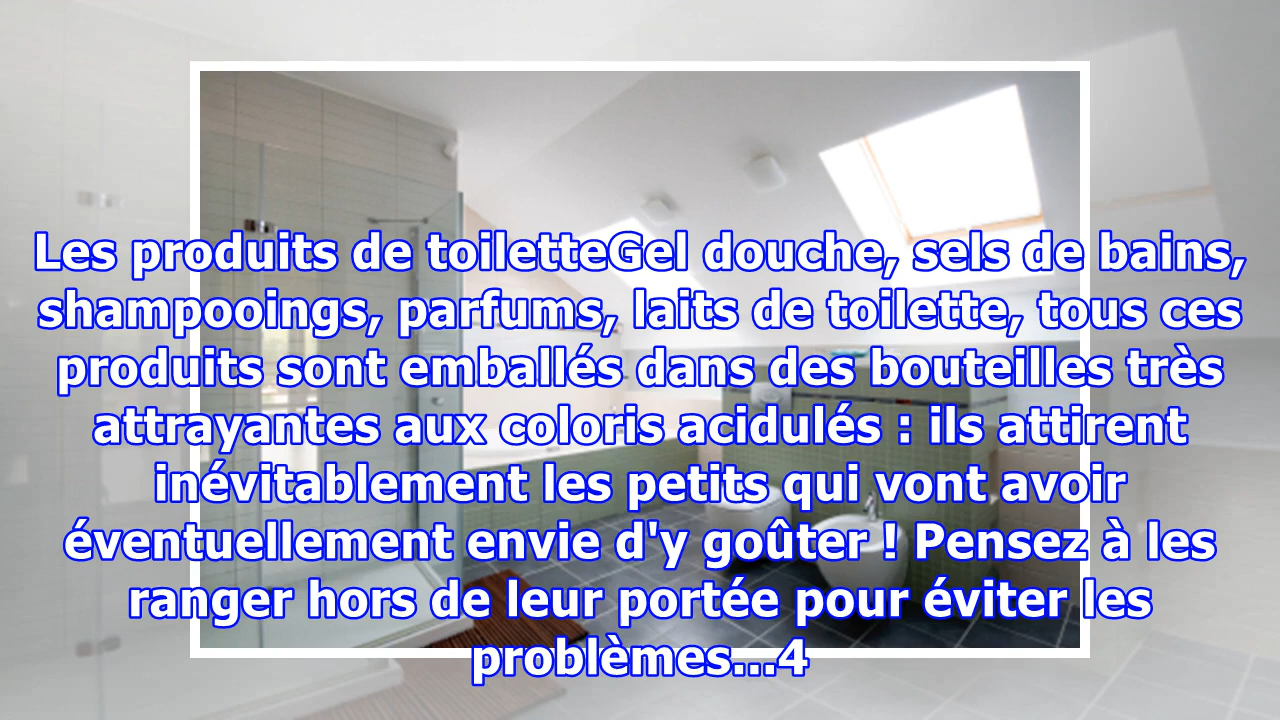 Les produits de toiletteGel douche, sels de bains,
shampooings, parfums, laits de toilette, tous ces
produits sont emballés dans des bouteilles très
attrayantes aux coloris acidulés : ils attirent
inévitablement les petits qui vont avoir
éventuellement envie d'y goûter ! Pensez à les
ranger hors de leur portée pour éviter les
problèmes...4